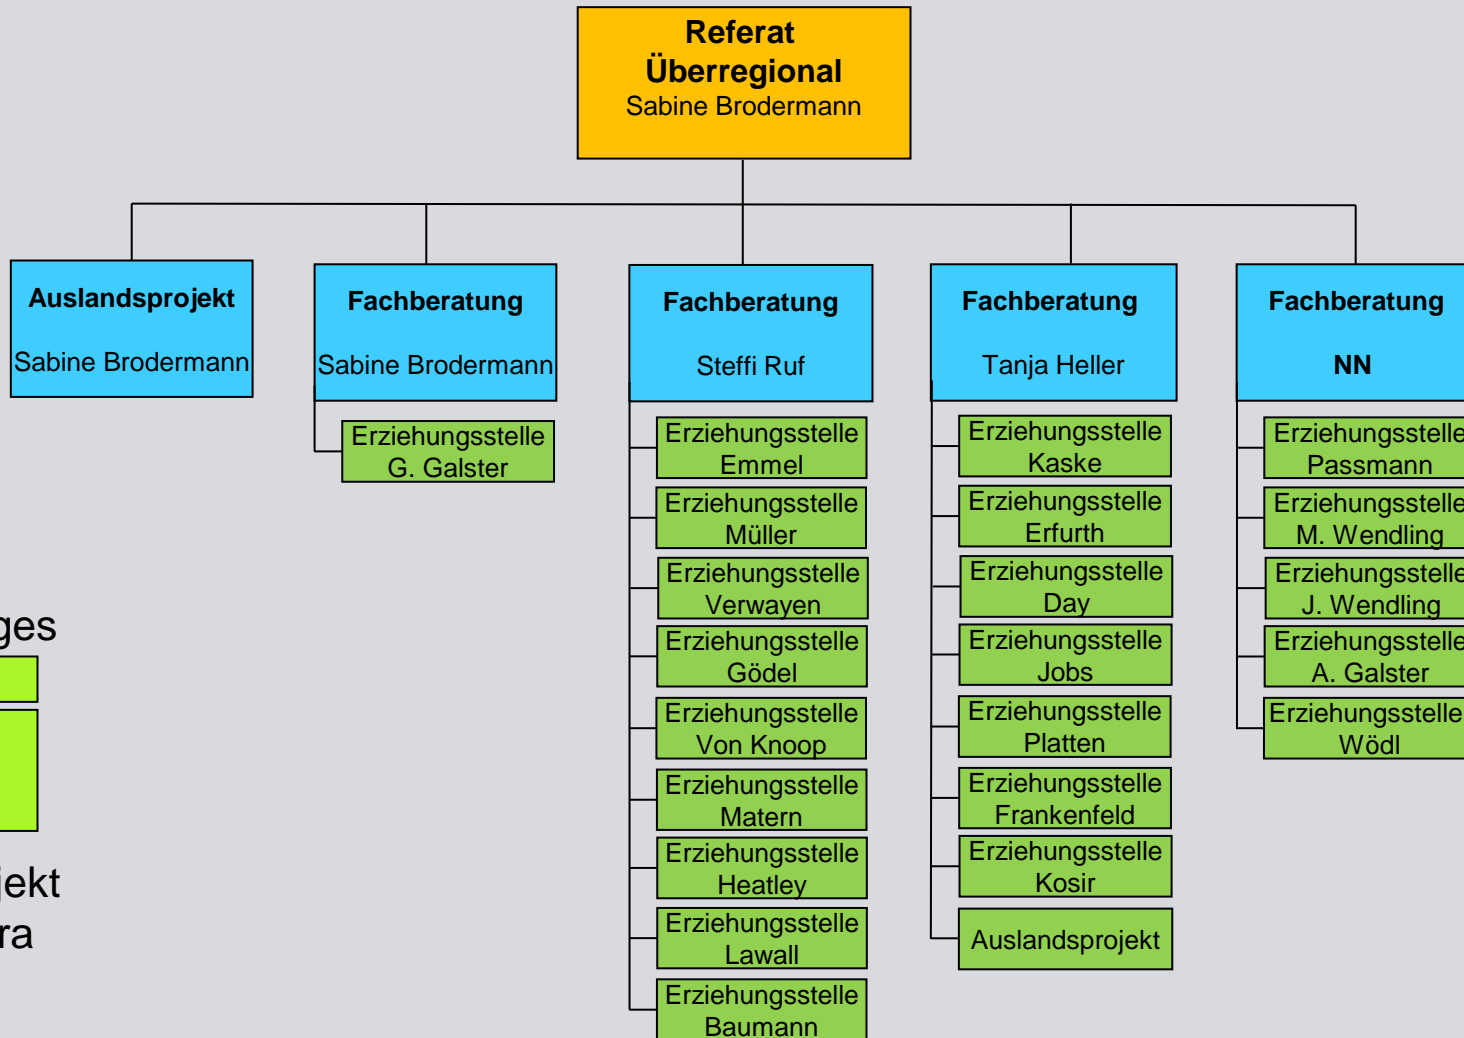 Referat
Überregional
Sabine Brodermann
Auslandsprojekt
Sabine Brodermann
Fachberatung
Sabine Brodermann
Erziehungsstelle
G. Galster
Fachberatung
Steffi Ruf
Erziehungsstelle
Emmel
Erziehungsstelle
Müller
Erziehungsstelle
Verwayen
Erziehungsstelle
Gödel
Erziehungsstelle
Von Knoop
Erziehungsstelle
Matern
Erziehungsstelle
Heatley
Erziehungsstelle
Lawall
Erziehungsstelle
Baumann
Fachberatung
Tanja Heller
Erziehungsstelle
Kaske
Erziehungsstelle
Erfurth
Erziehungsstelle
Day
Erziehungsstelle
Jobs
Erziehungsstelle
Platten
Erziehungsstelle
Frankenfeld
Erziehungsstelle
Kosir
Auslandsprojekt
Fachberatung
NN
Erziehungsstelle
Passmann
Erziehungsstelle
M. Wendling
Erziehungsstelle
J. Wendling
Erziehungsstelle
A. Galster
Erziehungsstelle
Wödl